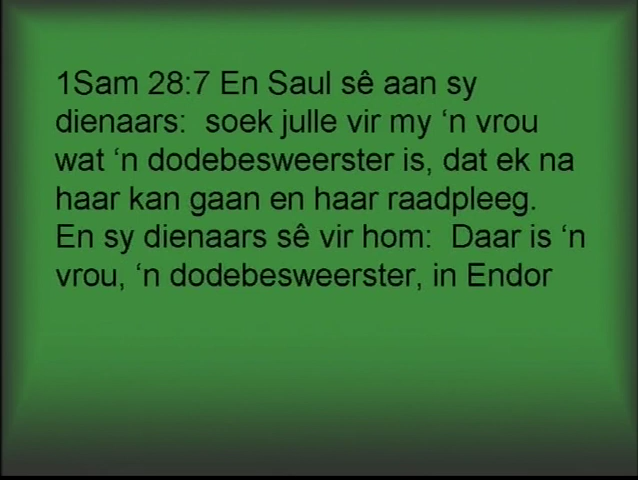 1Sam 28:7 En Saul sê aan sy
dienaars:  soek julle vir my ‘n vrou
wat ‘n dodebesweerster is, dat ek na
haar kan gaan en haar raadpleeg.
En sy dienaars sê vir hom:  Daar is ‘n
vrou, ‘n dodebesweerster, in Endor